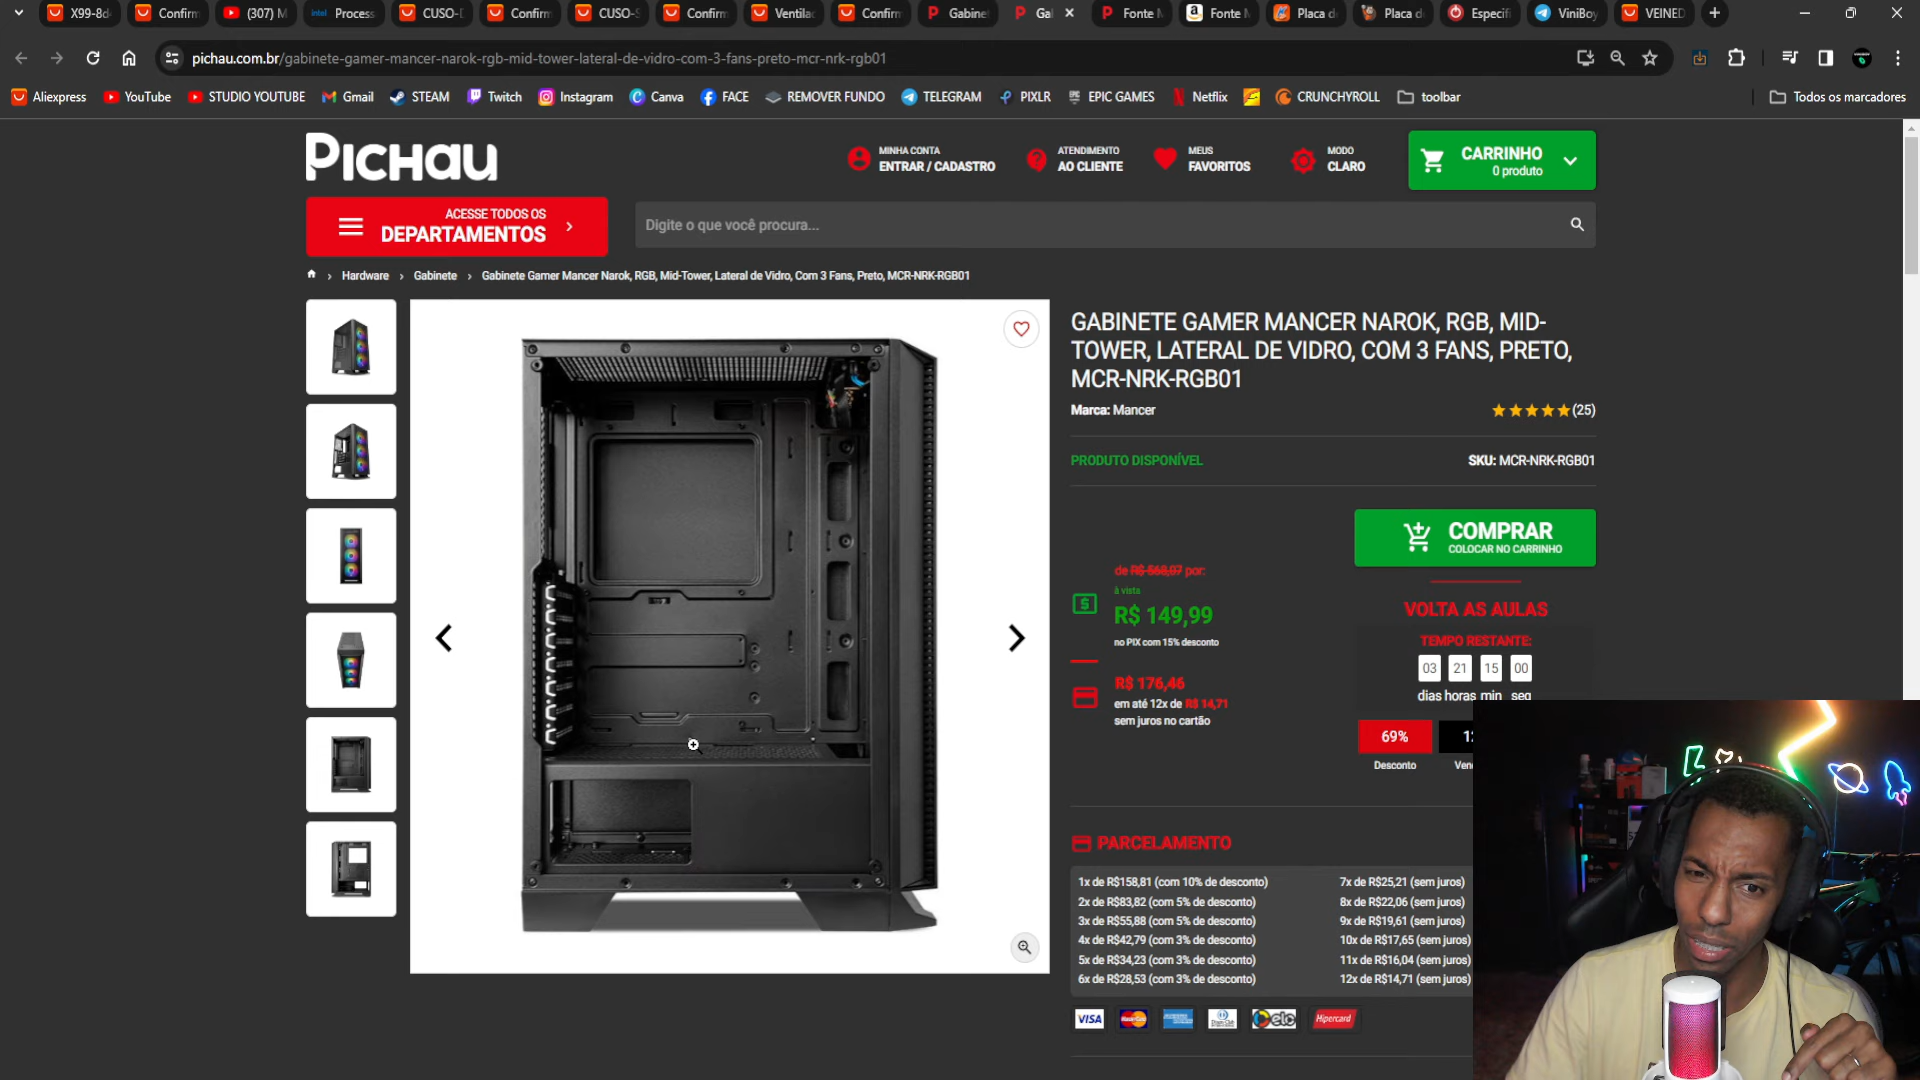 X99-8d
Confirm
(307) M
intel Process
CUSO-D
Confirm
CUSO-S
Confirm
Ventila
Confirm
Gabine
Ga
Fonte
Fonte
Placa d
Placa d
Especifi
ViniBoy
VEINED
pichau.com.br/gabinete-gamer-mancer-narok-rgb-mid-tower-lateral-de-vidro-com-3-fans-preto-mcr-nrk-rgb01
Aliexpress
YouTube
STUDIO YOUTUBE
Gmail
STEAM
Twitch
Instagram
Canva
FACE
REMOVER FUNDO
TELEGRAM
PIXLR
EPIC GAMES
Netflix
CRUNCHYROLL
toolbar
Todos os marcadores
PICHAU
MINHA CONTA
ENTRAR / CADASTRO
ATENDIMENTO
AO CLIENTE
MEUS
FAVORITOS
MODO
CLARO
CARRINHO
0 produto
ACESSE TODOS OS
DEPARTAMENTOS
Digite o que você procura...
Hardware › Gabinete › Gabinete Gamer Mancer Narok, RGB, Mid-Tower, Lateral de Vidro, Com 3 Fans, Preto, MCR-NRK-RGB01
GABINETE GAMER MANCER NAROK, RGB, MID-
TOWER, LATERAL DE VIDRO, COM 3 FANS, PRETO,
MCR-NRK-RGB01
Marca: Mancer
(25)
PRODUTO DISPONÍVEL
SKU: MCR-NRK-RGB01
COMPRAR
COLOCAR NO CARRINHO
de R$ 568,07 por:
à vista
R$ 149,99
no PIX com 15% desconto
R$ 176,46
em até 12x de R$ 14,71
sem juros no cartão
VOLTA AS AULAS
TEMPO RESTANTE:
03 21 15 00
dias horas min seg
69%
Desconto
12
Ven
PARCELAMENTO
1x de R$158,81 (com 10% de desconto)
2x de R$83,82 (com 5% de desconto)
3x de R$55,88 (com 5% de desconto)
4x de R$42,79 (com 3% de desconto)
5x de R$34,23 (com 3% de desconto)
6x de R$28,53 (com 3% de desconto)
7x de R$25,21 (sem juros)
8x de R$22,06 (sem juros)
9x de R$19,61 (sem juros)
10x de R$17,65 (sem juros)
11x de R$16,04 (sem juros)
12x de R$14,71 (sem juros)
VISA
MasterCard
elo
Hipercard